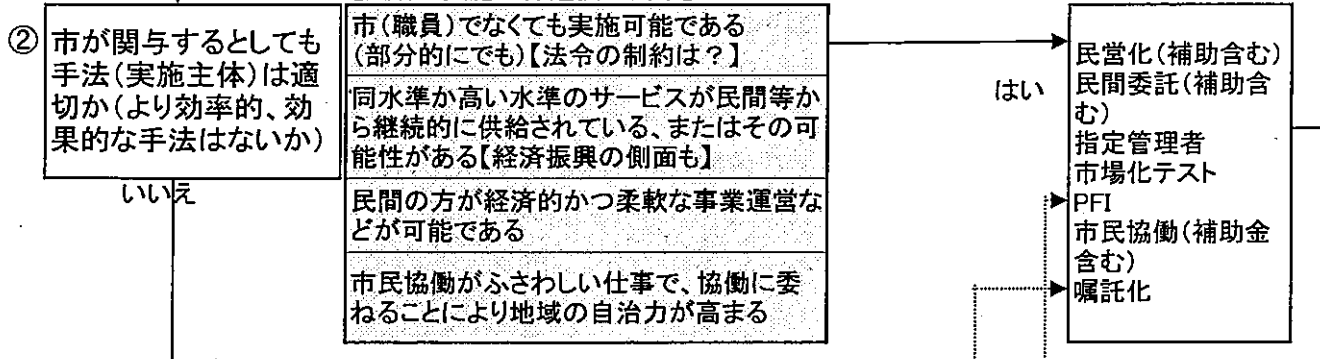 ②
市が関与するとしても
手法(実施主体)は適
切か(より効率的、効
果的な手法はないか)
いいえ
市(職員)でなくても実施可能である
(部分的にでも)【法令の制約は?】
同水準か高い水準のサービスが民間等か
ら継続的に供給されている、またはその可
能性がある【経済振興の側面も】
民間の方が経済的かつ柔軟な事業運営な
どが可能である
市民協働がふさわしい仕事で、協働に委
ねることにより地域の自治力が高まる
はい
民営化(補助含む)
民間委託(補助含
む)
指定管理者
市場化テスト
PFI
市民協働(補助金
含む)
嘱託化